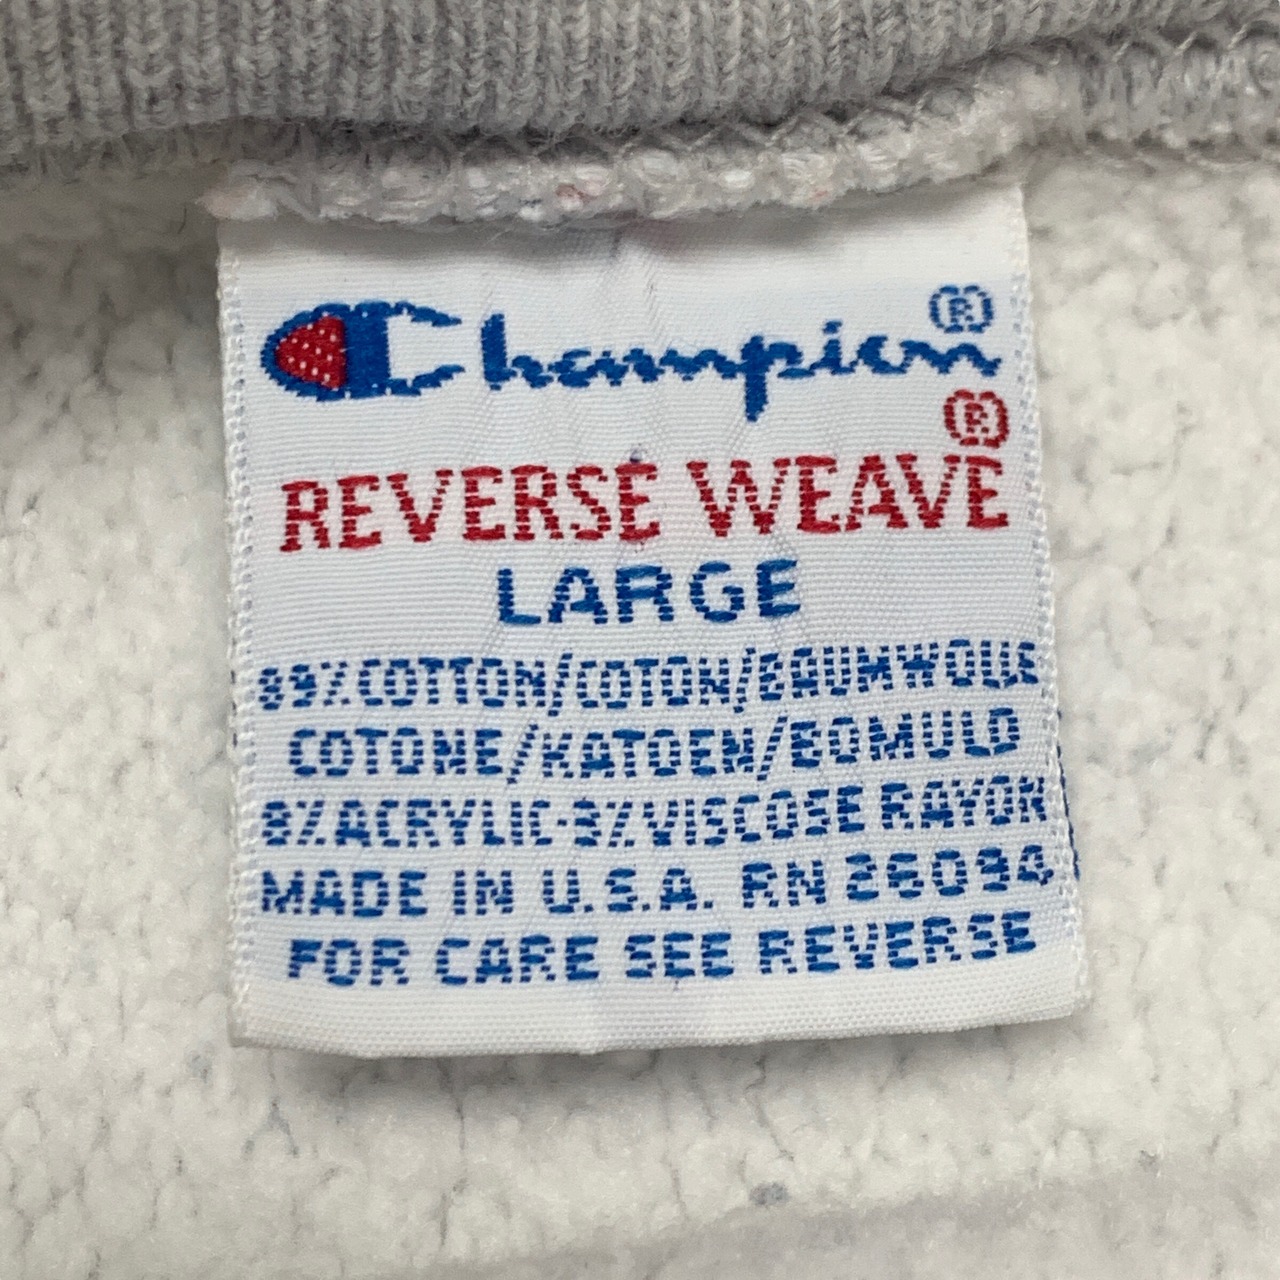 Champion®
REVERSE WEAVE®
LARGE
89% COTTON/COTON/BAUMWOLLE
COTONE/KATOEN/BOMULD
8% ACRYLIC-3% VISCOSE RAYON
MADE IN U.S.A. RN 26094
FOR CARE SEE REVERSE